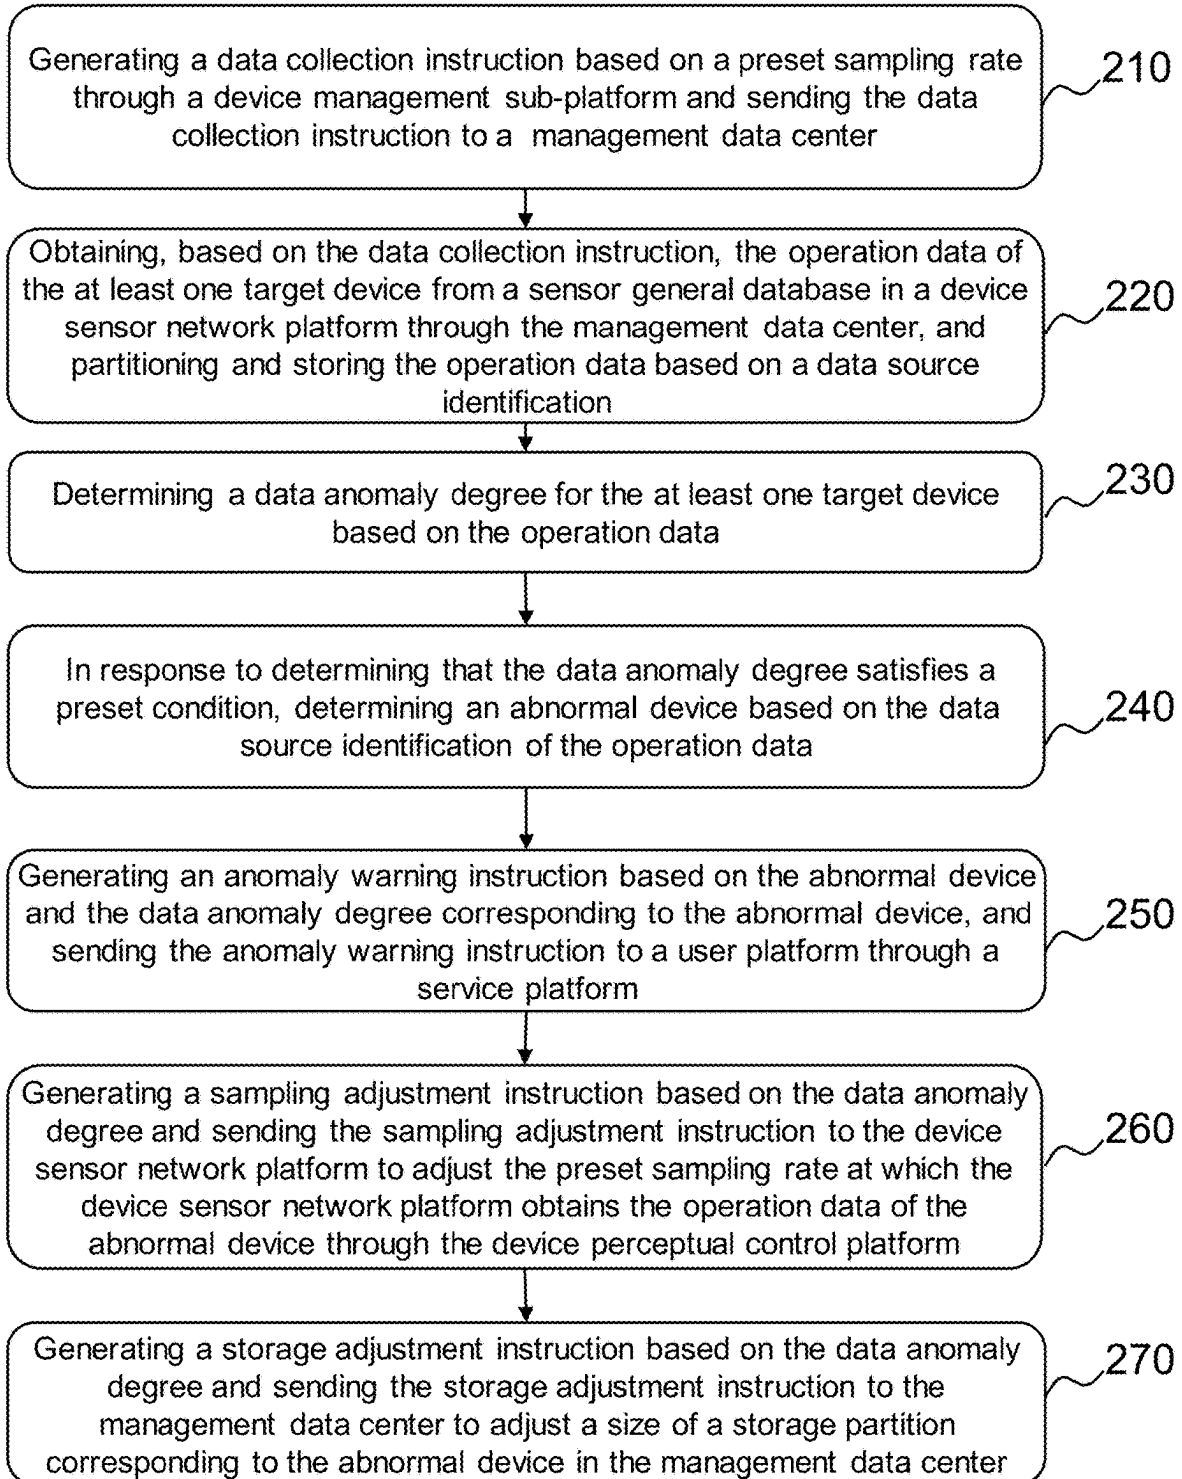 Generating a data collection instruction based on a preset sampling rate
through a device management sub-platform and sending the data
collection instruction to a management data center
210
Obtaining, based on the data collection instruction, the operation data of
the at least one target device from a sensor general database in a device
sensor network platform through the management data center, and
partitioning and storing the operation data based on a data source
identification
220
Determining a data anomaly degree for the at least one target device
based on the operation data
230
In response to determining that the data anomaly degree satisfies a
preset condition, determining an abnormal device based on the data
source identification of the operation data
240
Generating an anomaly warning instruction based on the abnormal device
and the data anomaly degree corresponding to the abnormal device, and
sending the anomaly warning instruction to a user platform through a
service platform
250
Generating a sampling adjustment instruction based on the data anomaly
degree and sending the sampling adjustment instruction to the device
sensor network platform to adjust the preset sampling rate at which the
device sensor network platform obtains the operation data of the
abnormal device through the device perceptual control platform
260
Generating a storage adjustment instruction based on the data anomaly
degree and sending the storage adjustment instruction to the
management data center to adjust a size of a storage partition
corresponding to the abnormal device in the management data center
270